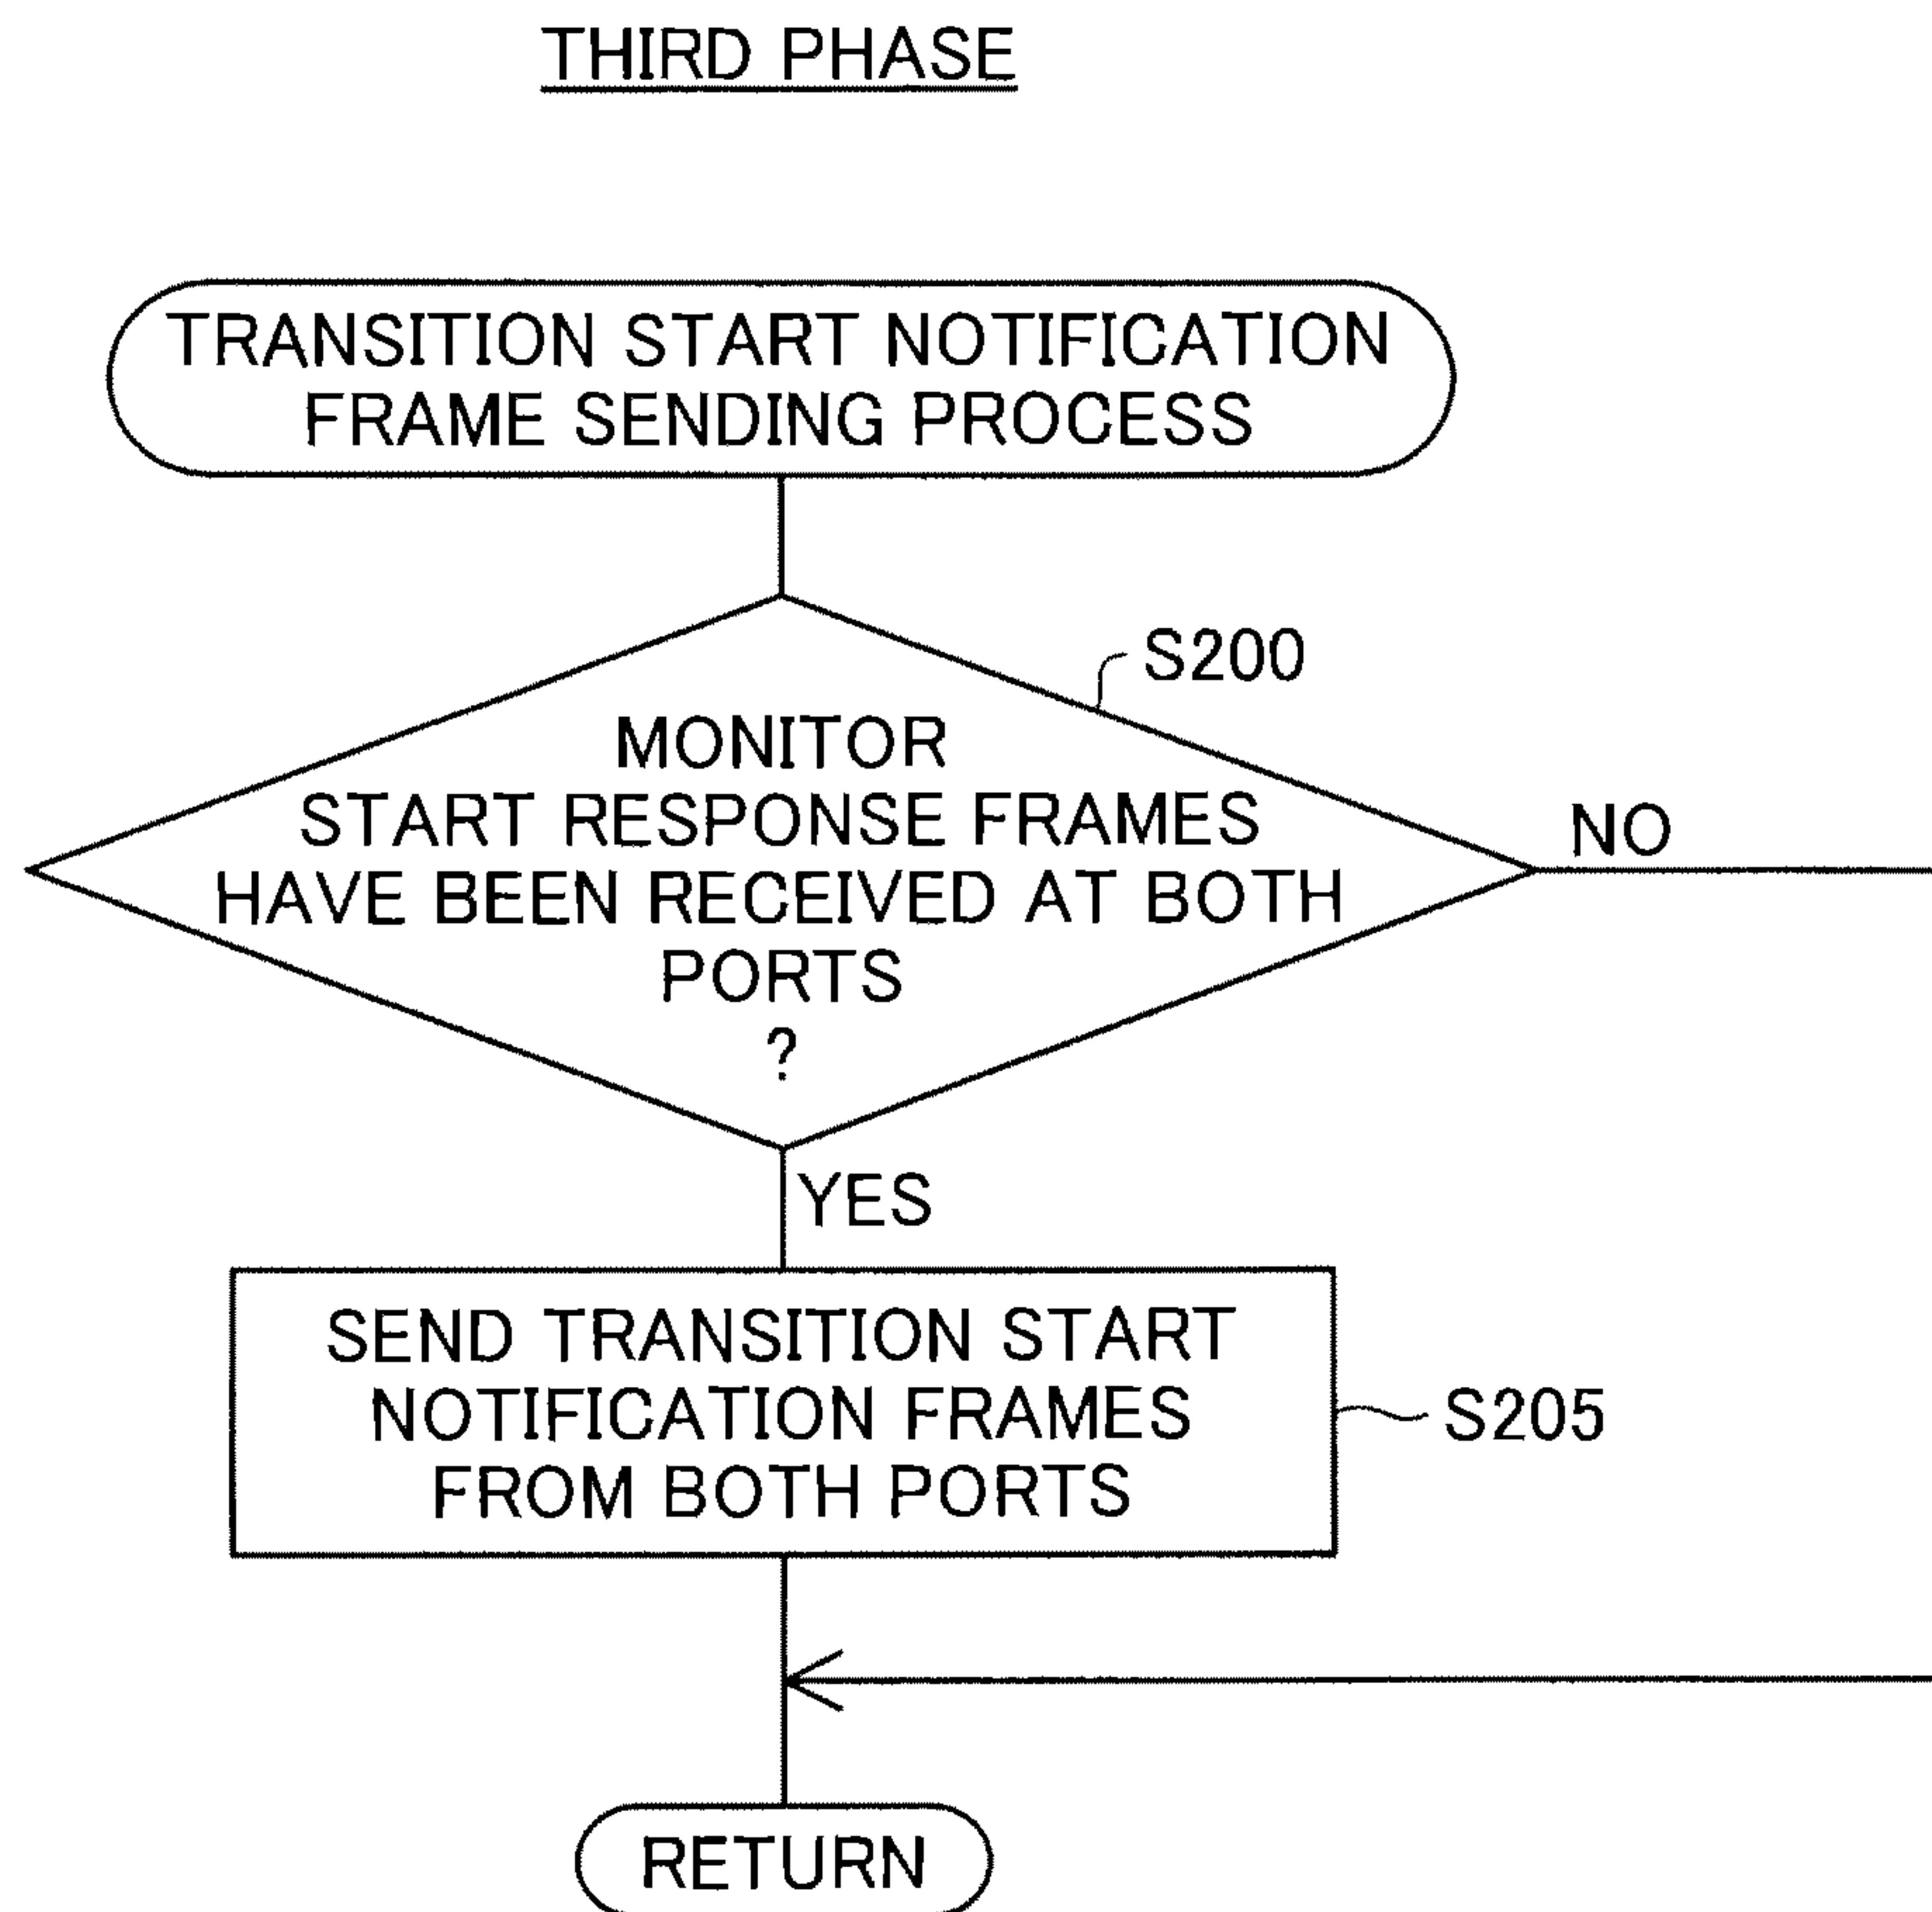 THIRD PHASE
TRANSITION START NOTIFICATION
FRAME SENDING PROCESS
S200
MONITOR
START RESPONSE FRAMES
HAVE BEEN RECEIVED AT BOTH
PORTS
?
NO
YES
SEND TRANSITION START
NOTIFICATION FRAMES
FROM BOTH PORTS
S205
RETURN